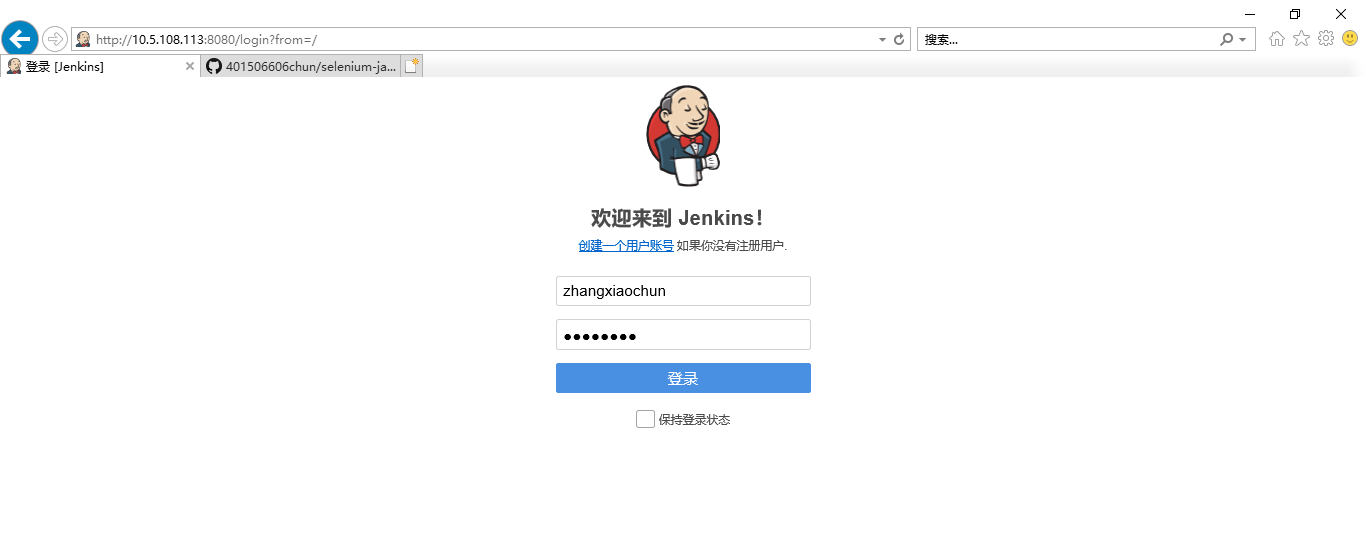 http://10.5.108.113:8080/login?from=/
搜索...
登录 [Jenkins]
401506606chun/selenium-ja...
欢迎来到 Jenkins!
创建一个用户账号 如果你没有注册用户.
zhangxiaochun
●●●●●●●●
登录
保持登录状态